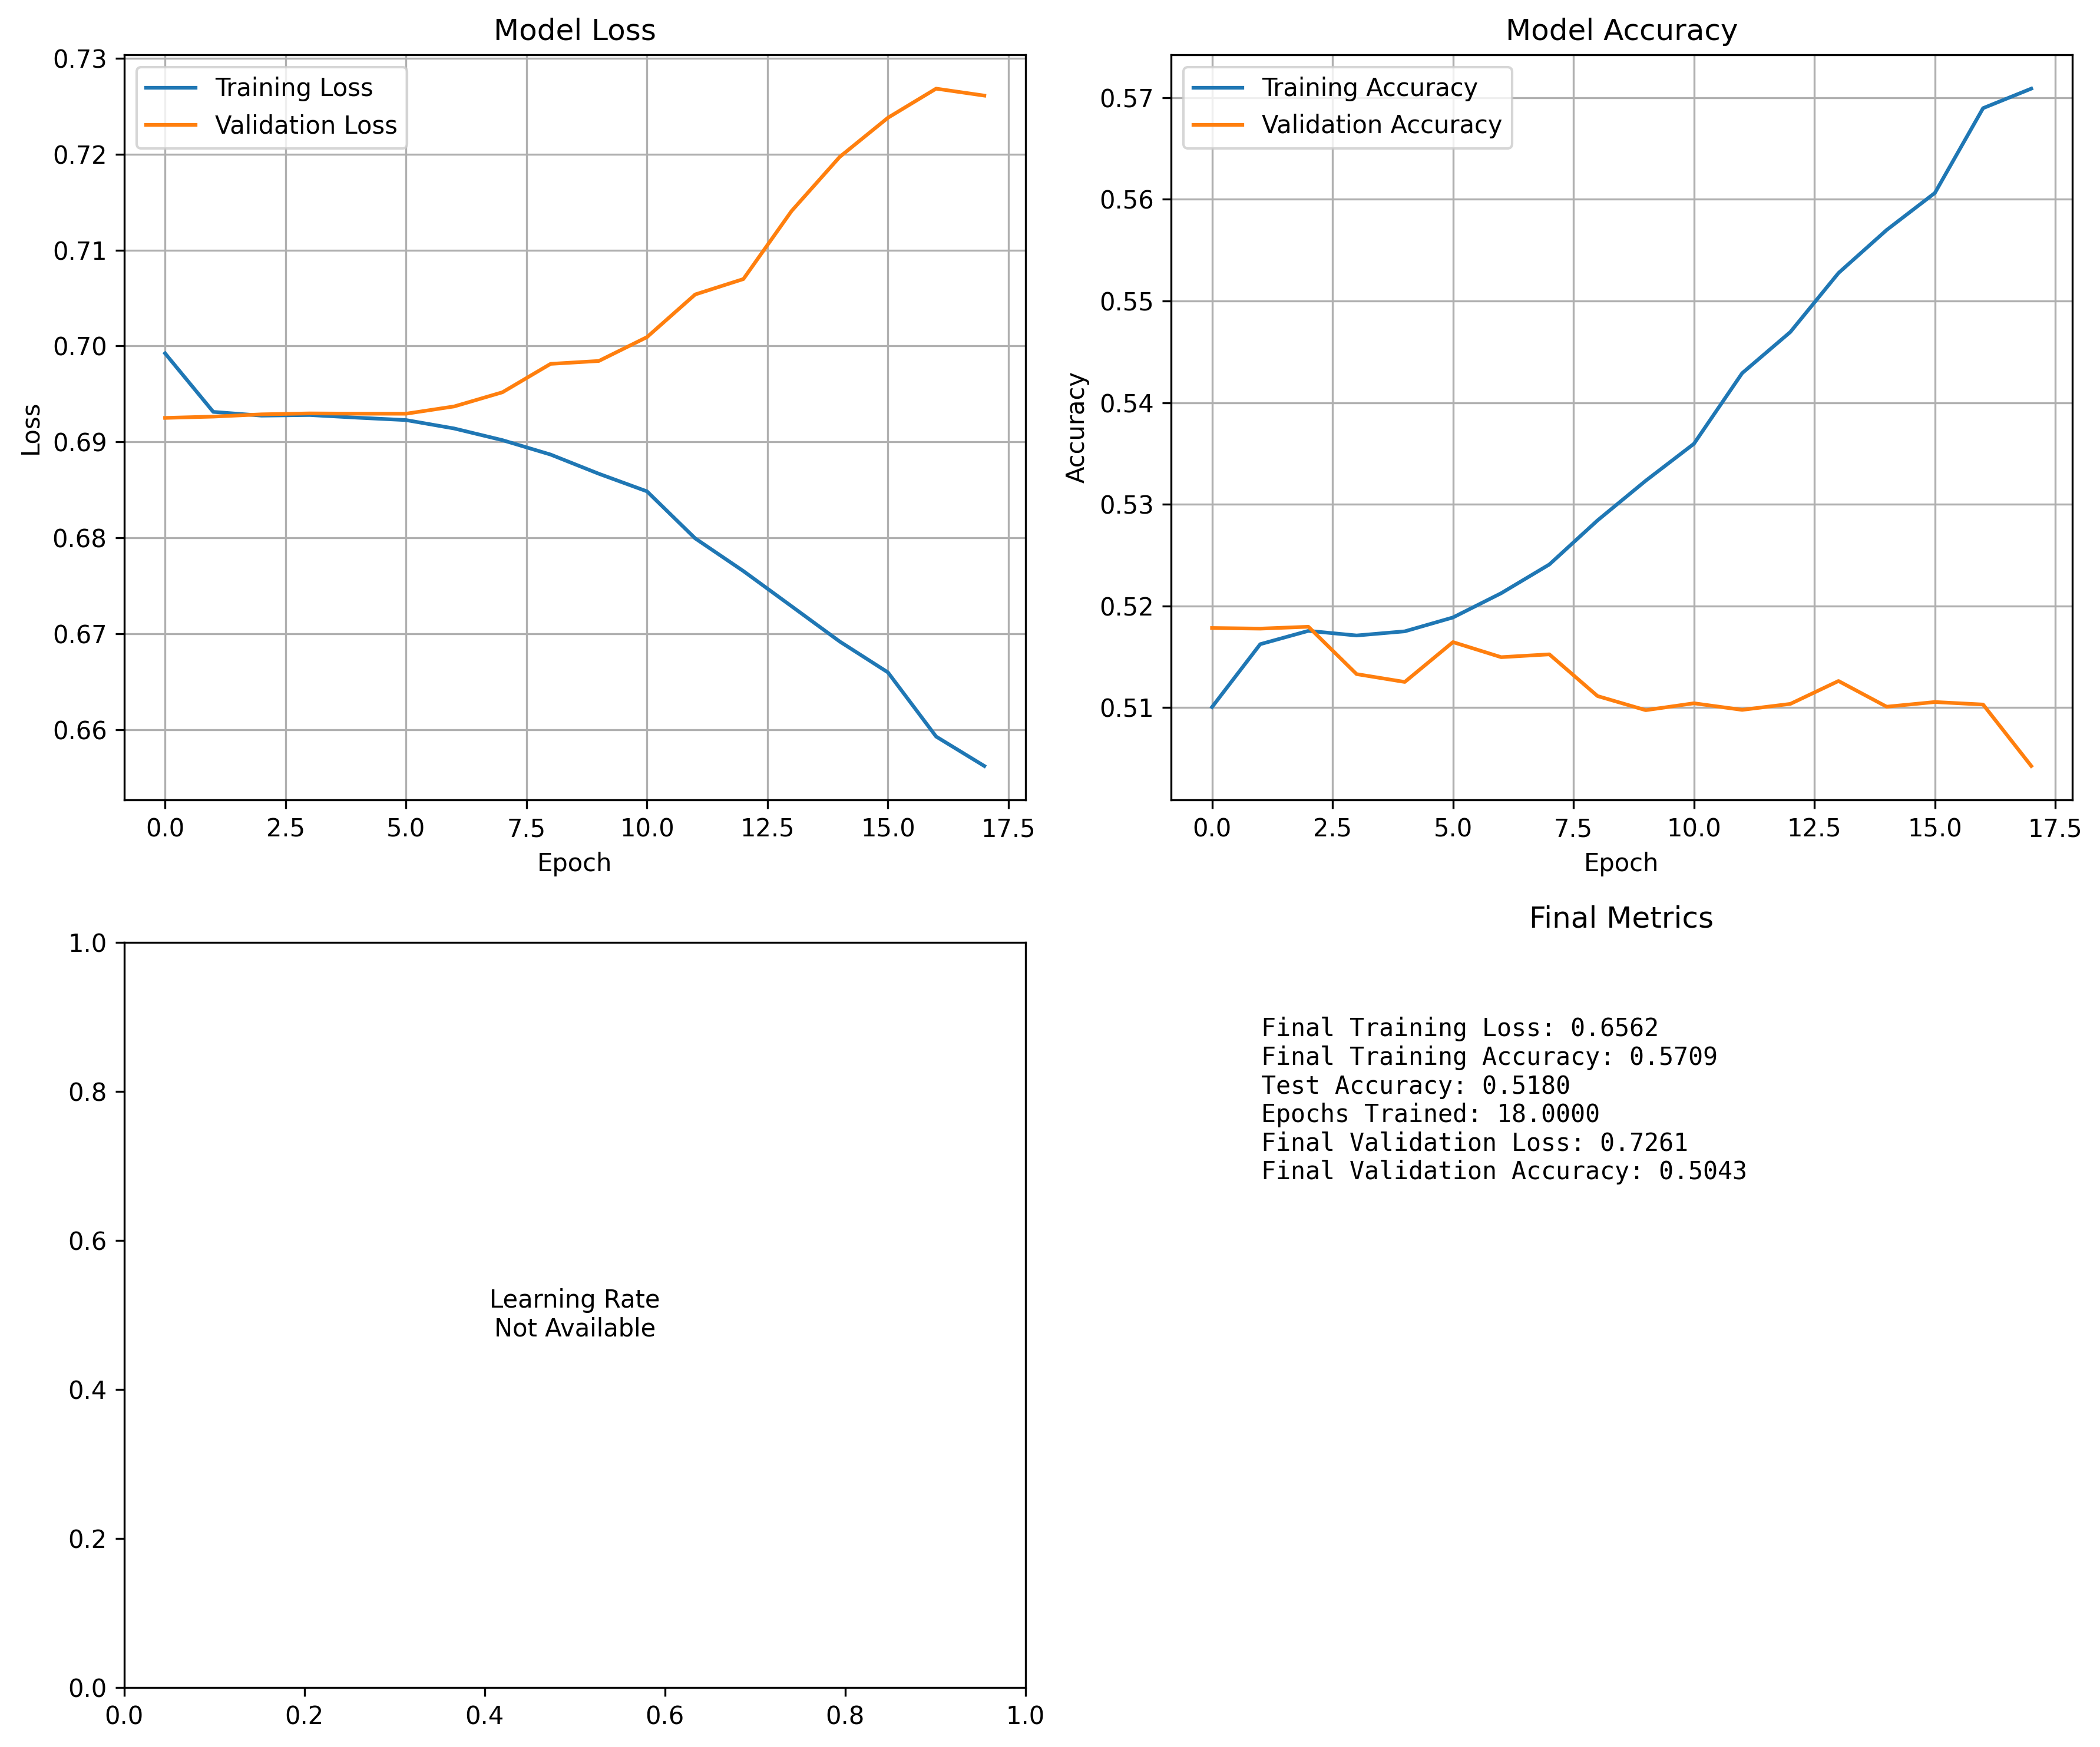 Model Loss
0.73
0.72
0.71
0.70
0.69
0.68
0.67
0.66
Loss
Training Loss
Validation Loss
0.0 2.5 5.0 7.5 10.0 12.5 15.0 17.5
Epoch
Model Accuracy
0.57
0.56
0.55
0.54
0.53
0.52
0.51
Accuracy
Training Accuracy
Validation Accuracy
0.0 2.5 5.0 7.5 10.0 12.5 15.0 17.5
Epoch
1.0
0.8
0.6
0.4
0.2
0.0
Learning Rate
Not Available
0.0 0.2 0.4 0.6 0.8 1.0
Final Metrics
Final Training Loss: 0.6562
Final Training Accuracy: 0.5709
Test Accuracy: 0.5180
Epochs Trained: 18.0000
Final Validation Loss: 0.7261
Final Validation Accuracy: 0.5043